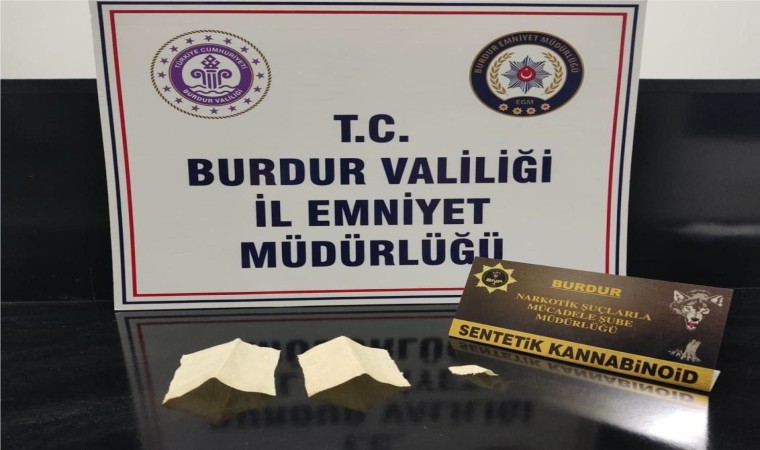 TÜRKİYE CUMHURİYETİ
BURDUR VALİLİĞİ
BURDUR EMNİYET MÜDÜRLÜĞÜ
EGM
T.C.
BURDUR VALİLİĞİ
İL EMNİYET
MÜDÜRLÜĞÜ
BURDUR
NARKOTİK SUÇLARLA
MÜCADELE ŞUBE
MÜDÜRLÜĞÜ
SENTETİK KANNABİNOİD